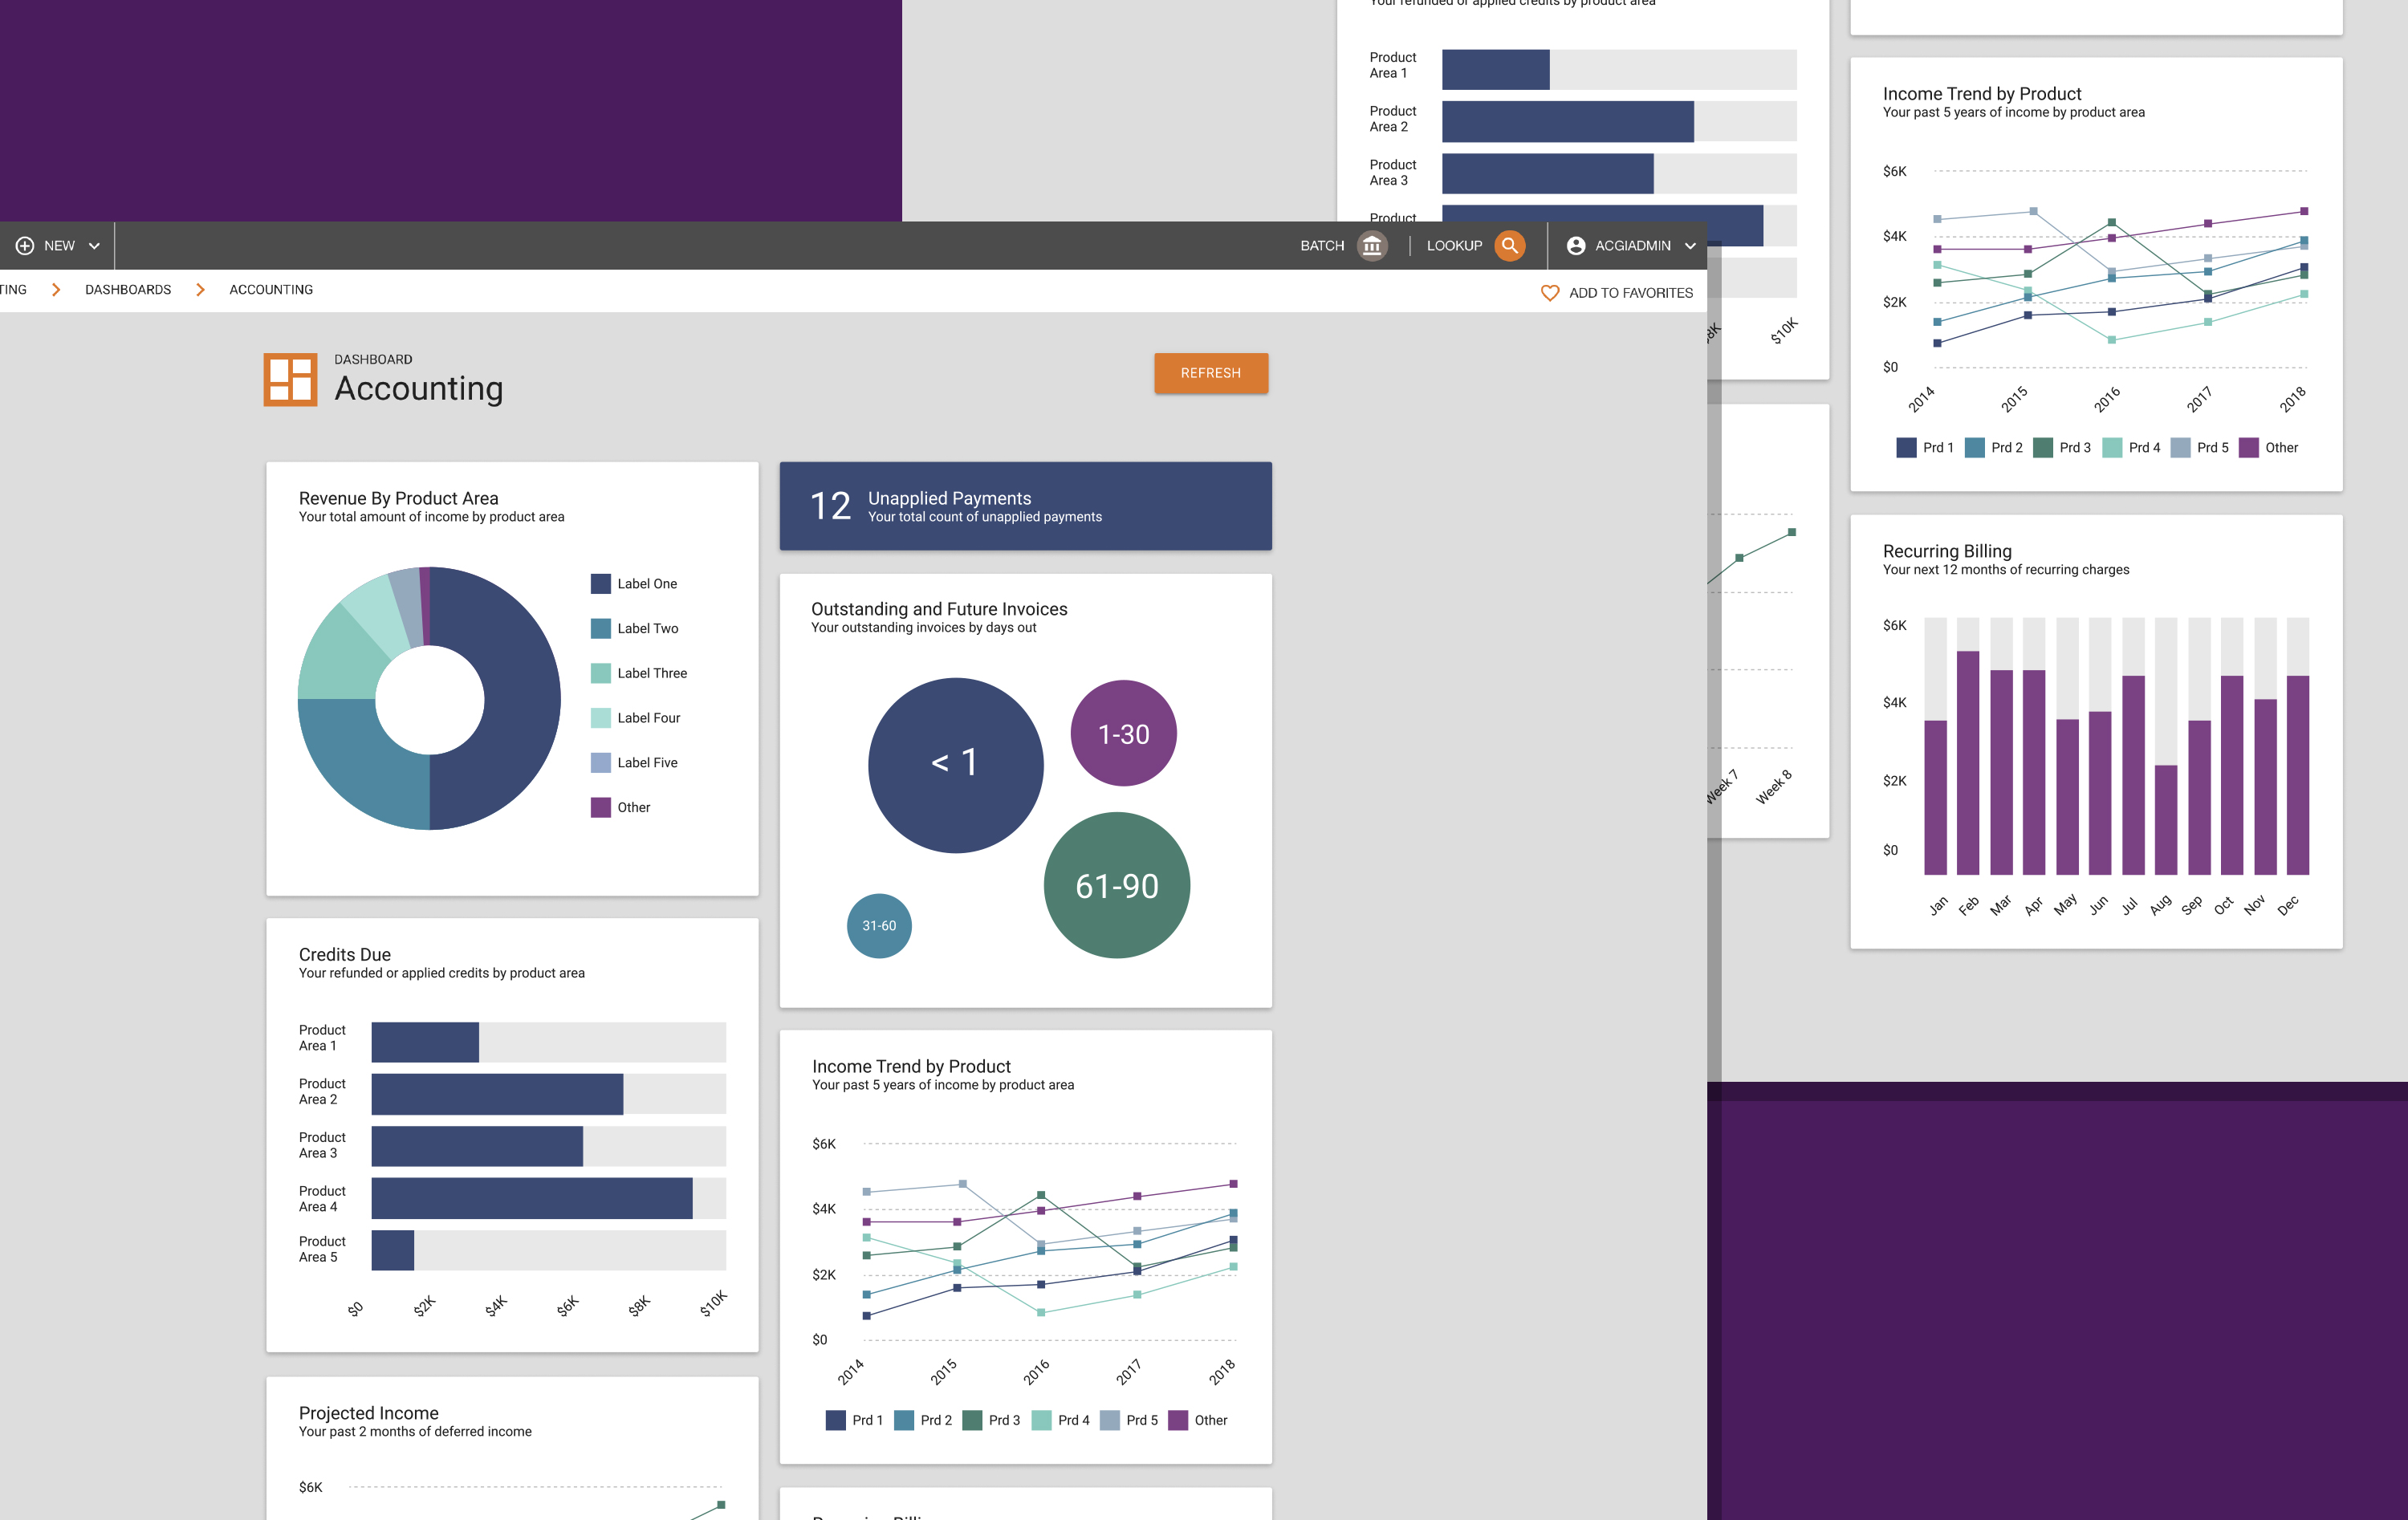 Your refunded or applied credits by product area
Product
Area 1
Product
Area 2
Product
Area 3
Product
$10K
Week 7
Week 8
Income Trend by Product
Your past 5 years of income by product area
$6K
$4K
$2K
$0
2014
2015
2016
2017
2018
Prd 1
Prd 2
Prd 3
Prd 4
Prd 5
Other
Recurring Billing
Your next 12 months of recurring charges
$6K
$4K
$2K
$0
Jan
Feb
Mar
Apr
May
Jun
Jul
Aug
Sep
Oct
Nov
Dec
NEW
BATCH
LOOKUP
ACGIADMIN
TING
DASHBOARDS
ACCOUNTING
ADD TO FAVORITES
DASHBOARD
Accounting
REFRESH
Revenue By Product Area
Your total amount of income by product area
Label One
Label Two
Label Three
Label Four
Label Five
Other
12
Unapplied Payments
Your total count of unapplied payments
Outstanding and Future Invoices
Your outstanding invoices by days out
< 1
1-30
61-90
31-60
Credits Due
Your refunded or applied credits by product area
Product
Area 1
Product
Area 2
Product
Area 3
Product
Area 4
Product
Area 5
$0
$2K
$4K
$6K
$8K
$10K
Income Trend by Product
Your past 5 years of income by product area
$6K
$4K
$2K
$0
2014
2015
2016
2017
2018
Prd 1
Prd 2
Prd 3
Prd 4
Prd 5
Other
Projected Income
Your past 2 months of deferred income
$6K